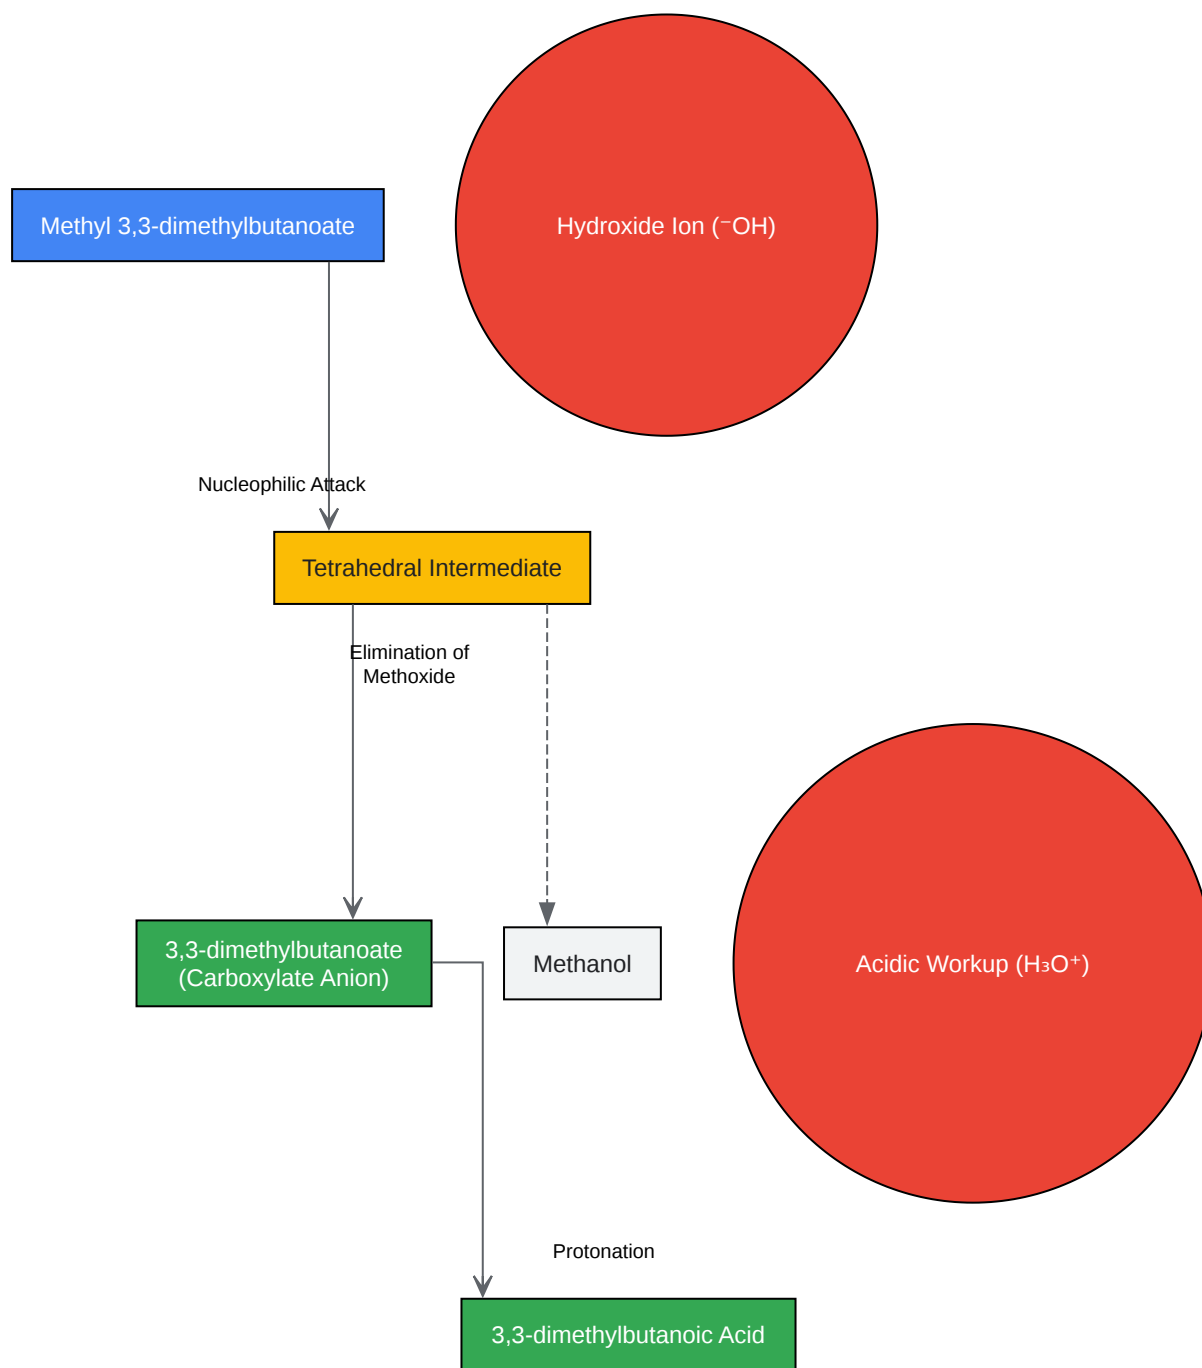 Methyl 3,3-dimethylbutanoate
Hydroxide Ion (⁻OH)
Nucleophilic Attack
Tetrahedral Intermediate
Elimination of
Methoxide
3,3-dimethylbutanoate
(Carboxylate Anion)
Methanol
Acidic Workup (H₃O⁺)
Protonation
3,3-dimethylbutanoic Acid